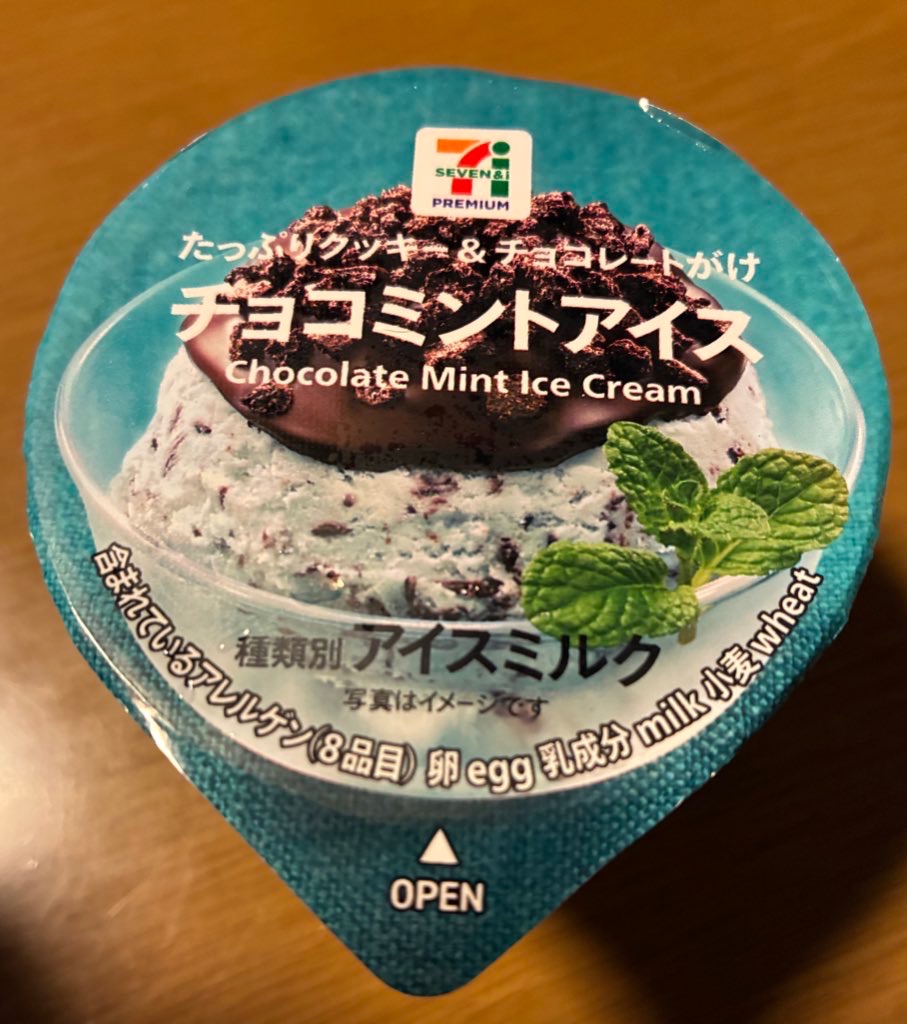 7i
SEVEN&i
PREMIUM
たっぷりクッキー＆チョコレートがけ
チョコミントアイス
Chocolate Mint Ice Cream
種類別 アイスミルク
写真はイメージです
含まれているアレルゲン(8品目) 卵 egg 乳成分 milk 小麦 wheat
OPEN